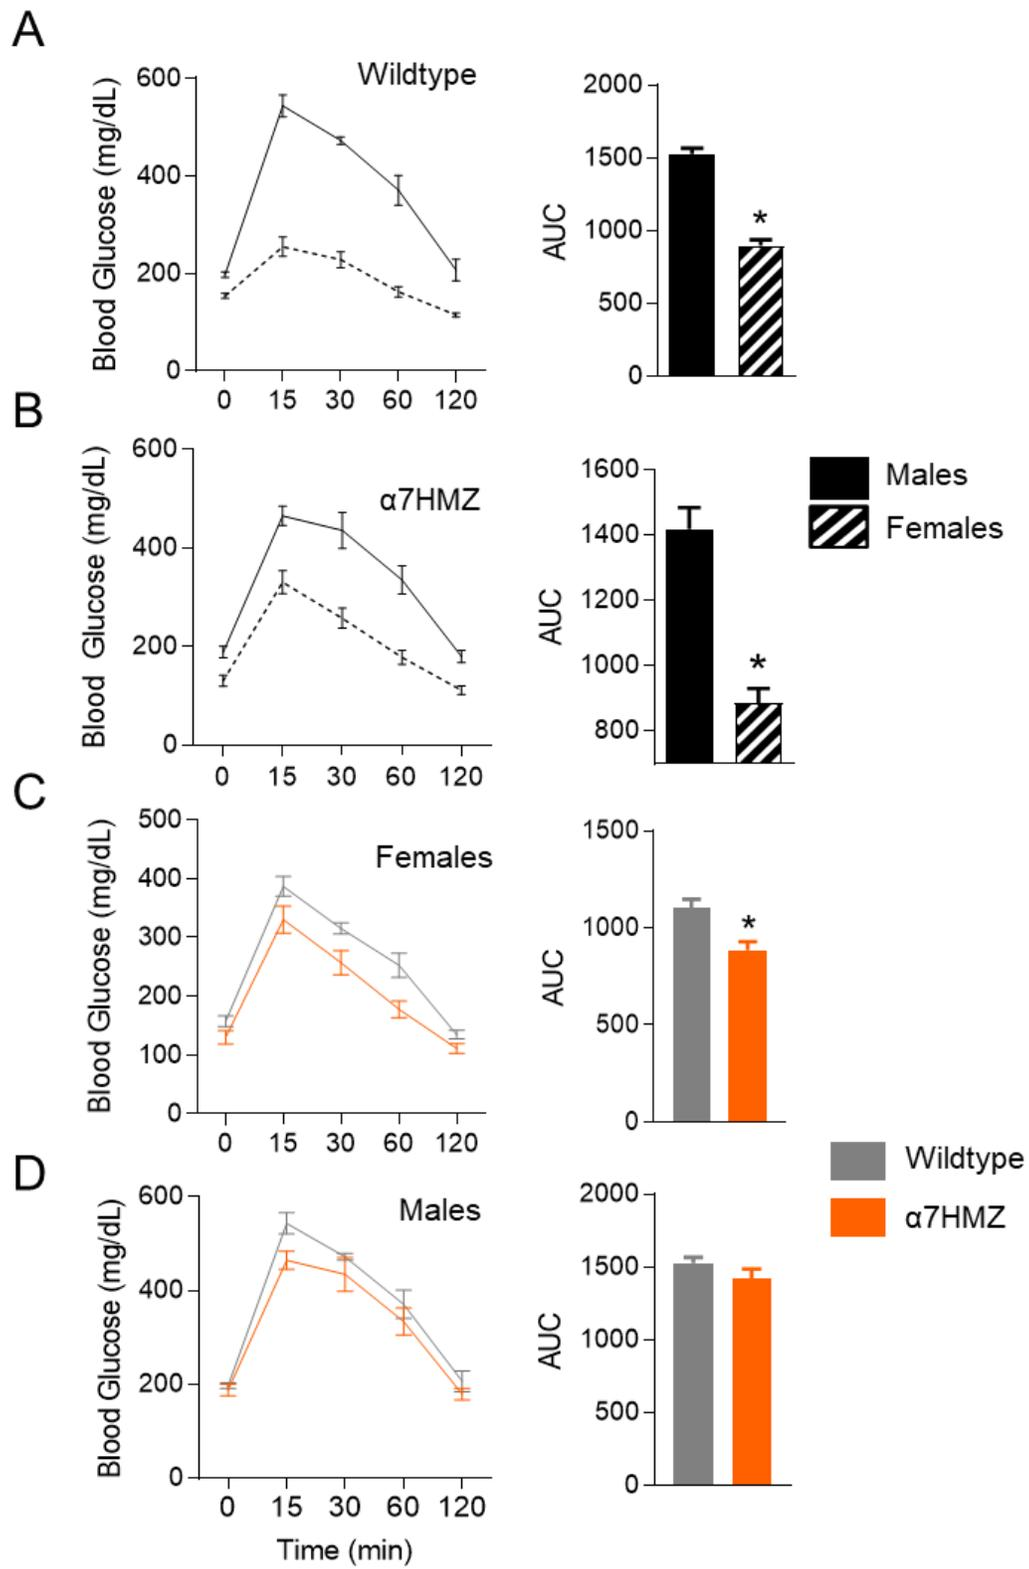 A
Wildtype
Blood Glucose (mg/dL)
600
400
200
0
0 15 30 60 120
AUC
2000
1500
1000
500
0
*
B
α7HMZ
Blood Glucose (mg/dL)
600
400
200
0
0 15 30 60 120
AUC
1600
1400
1200
1000
800
*
Males
Females
C
Females
Blood Glucose (mg/dL)
500
400
300
200
100
0
0 15 30 60 120
AUC
1500
1000
500
0
*
Wildtype
α7HMZ
D
Males
Blood Glucose (mg/dL)
600
400
200
0
0 15 30 60 120
Time (min)
AUC
2000
1500
1000
500
0